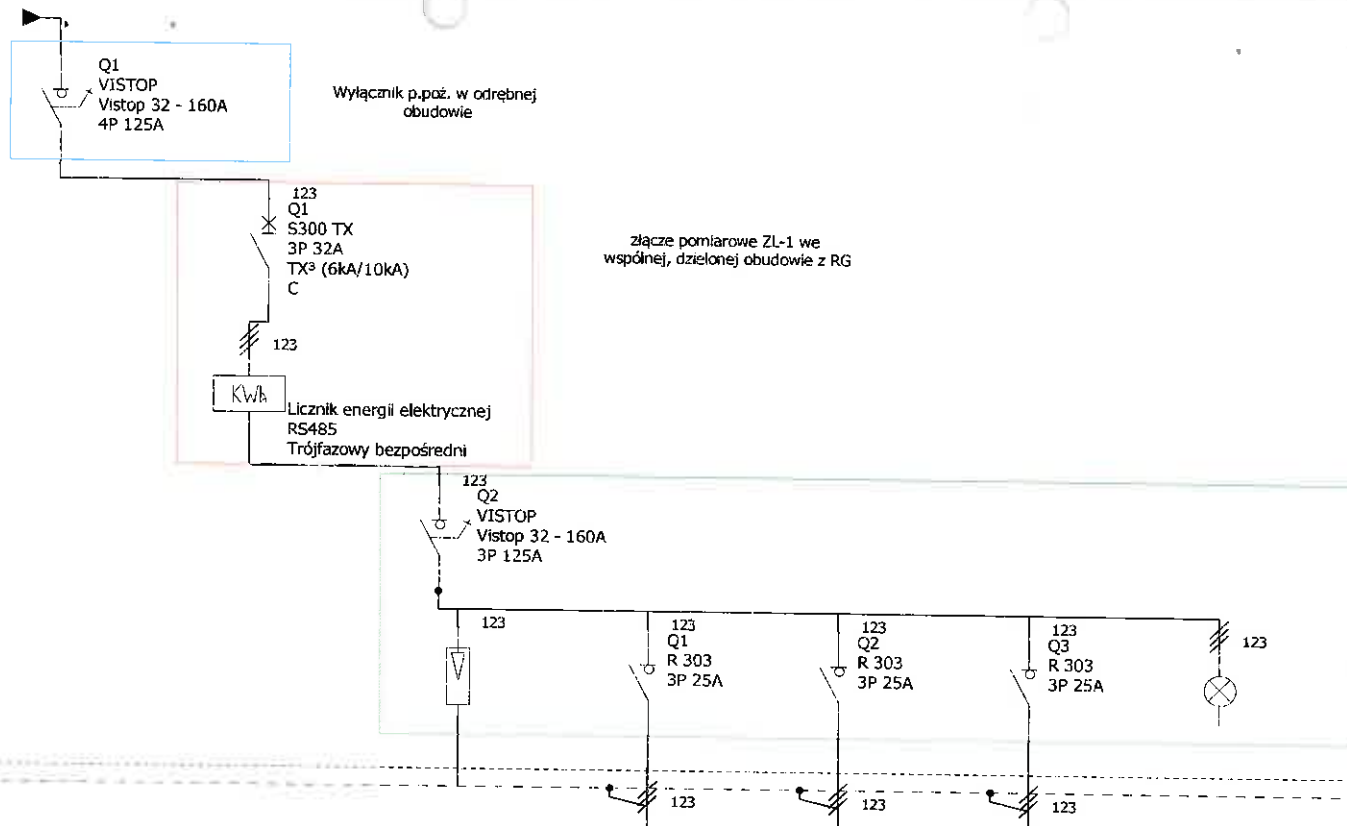 Q1
VISTOP
Vistop 32 - 160A
4P 125A
Wyłącznik p.poż. w odrębnej
obudowie
123
Q1
S300 TX
3P 32A
TX³ (6kA/10kA)
C
złącze pomiarowe ZL-1 we
wspólnej, dzielonej obudowie z RG
123
KWh
Licznik energii elektrycznej
RS485
Trójfazowy bezpośredni
123
Q2
VISTOP
Vistop 32 - 160A
3P 125A
123
123
Q1
R 303
3P 25A
123
Q2
R 303
3P 25A
123
Q3
R 303
3P 25A
123
123
123
123